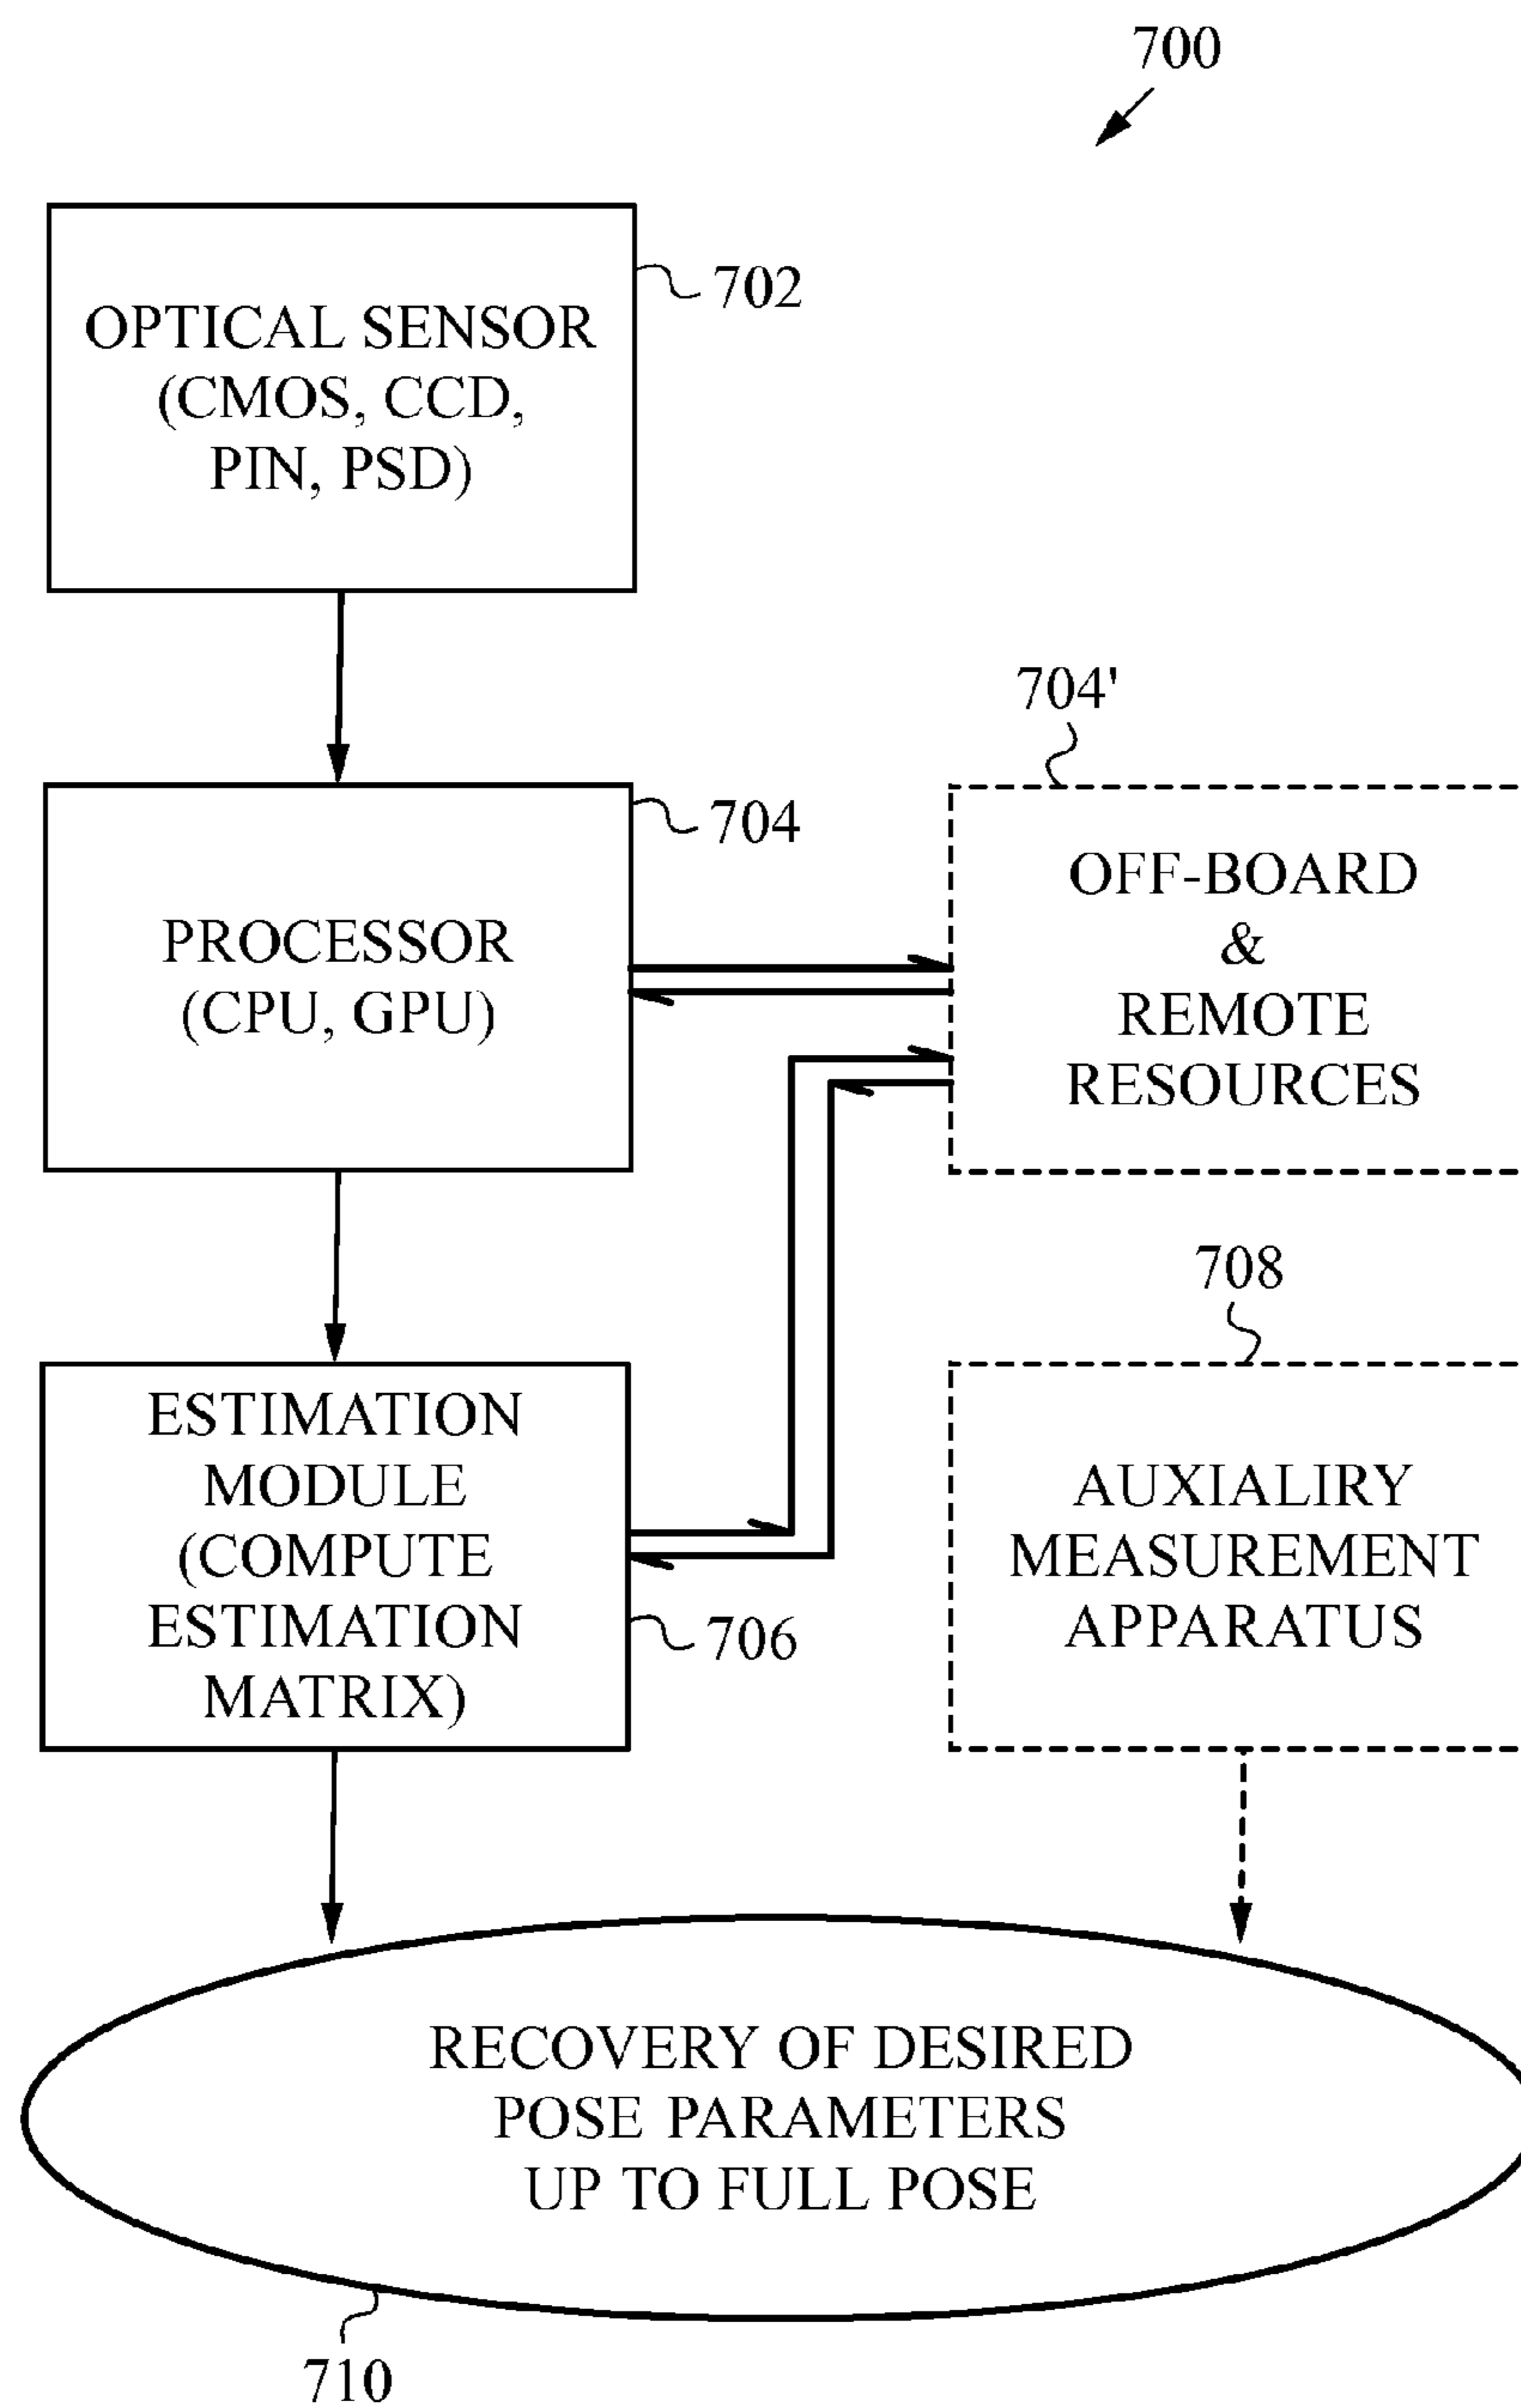 700
OPTICAL SENSOR
(CMOS, CCD,
PIN, PSD)
702
704'
PROCESSOR
(CPU, GPU)
704
OFF-BOARD
&
REMOTE
RESOURCES
708
ESTIMATION
MODULE
(COMPUTE
ESTIMATION
MATRIX)
706
AUXIALIRY
MEASUREMENT
APPARATUS
RECOVERY OF DESIRED
POSE PARAMETERS
UP TO FULL POSE
710